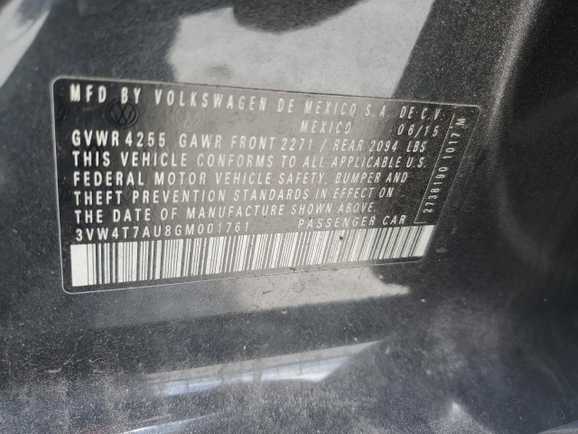 MFD BY VOLKSWAGEN DE MEXICO S.A. DE C.V.
MEXICO 06/15
GVWR 4255 GAWR FRONT 2271 / REAR 2094 LBS
THIS VEHICLE CONFORMS TO ALL APPLICABLE U.S.
FEDERAL MOTOR VEHICLE SAFETY, BUMPER AND
THEFT PREVENTION STANDARDS IN EFFECT ON
THE DATE OF MANUFACTURE SHOWN ABOVE.
3VW4T7AU8GM001761 PASSENGER CAR
2738190 1017 M